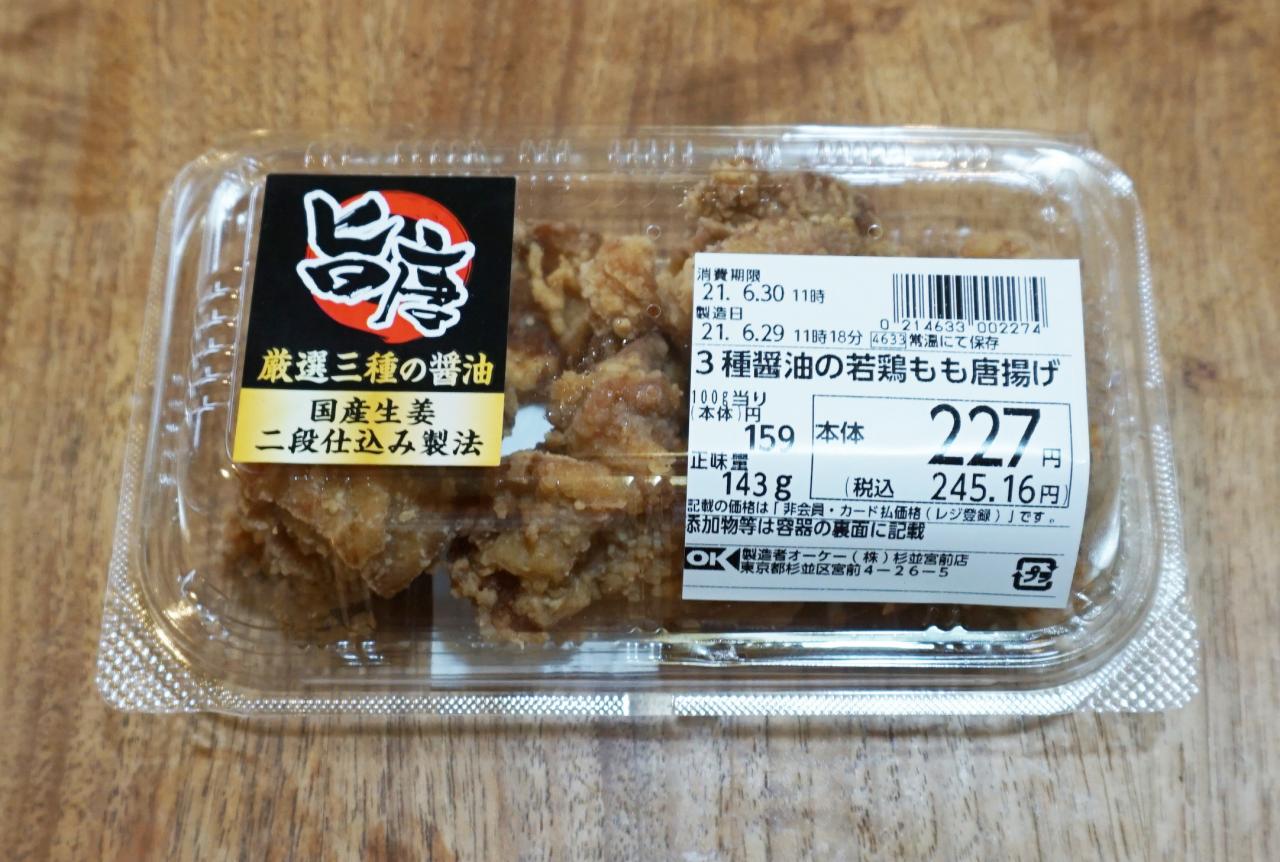 旨唐
厳選三種の醤油
国産生姜
二段仕込み製法
消費期限
21. 6.30 11時
製造日
21. 6.29 11時18分 4633 常温にて保存
0 214633 002274
3種醤油の若鶏もも唐揚げ
100g当り
(本体)円
159
正味量
143g
本体 227円
(税込 245.16円)
記載の価格は「非会員・カード払価格(レジ登録)」です。
添加物等は容器の裏面に記載
OK 製造者オーケー(株)杉並宮前店
東京都杉並区宮前4-26-5
プラ